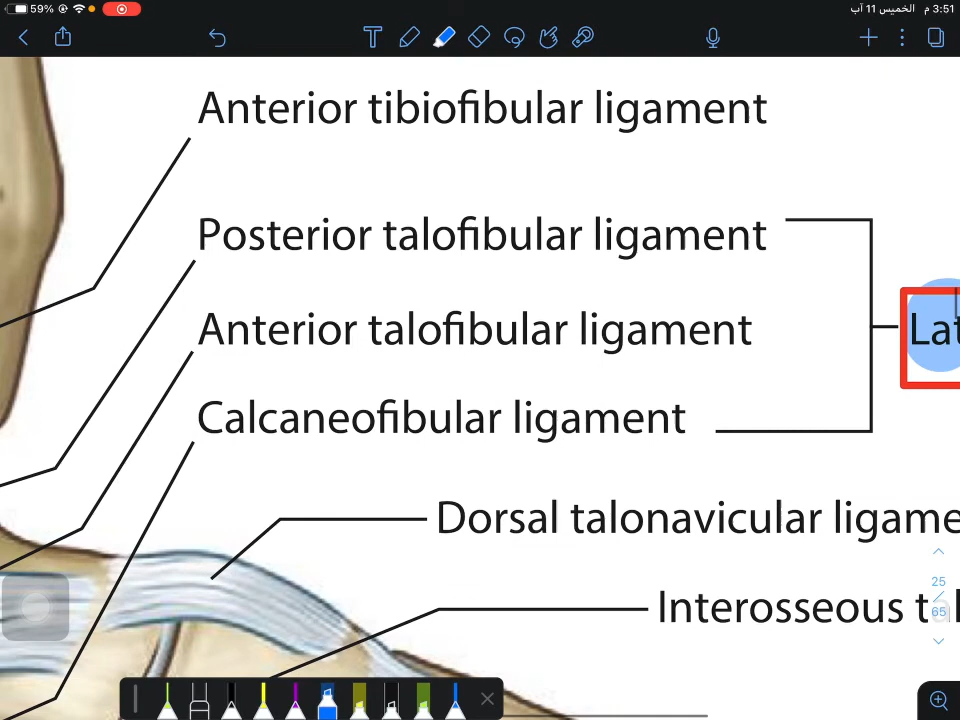 59%
3:51 م الخميس 11 آب
Anterior tibiofibular ligament
Posterior talofibular ligament
Anterior talofibular ligament
Lat
Calcaneofibular ligament
Dorsal talonavicular ligame
25
65
Interosseous t